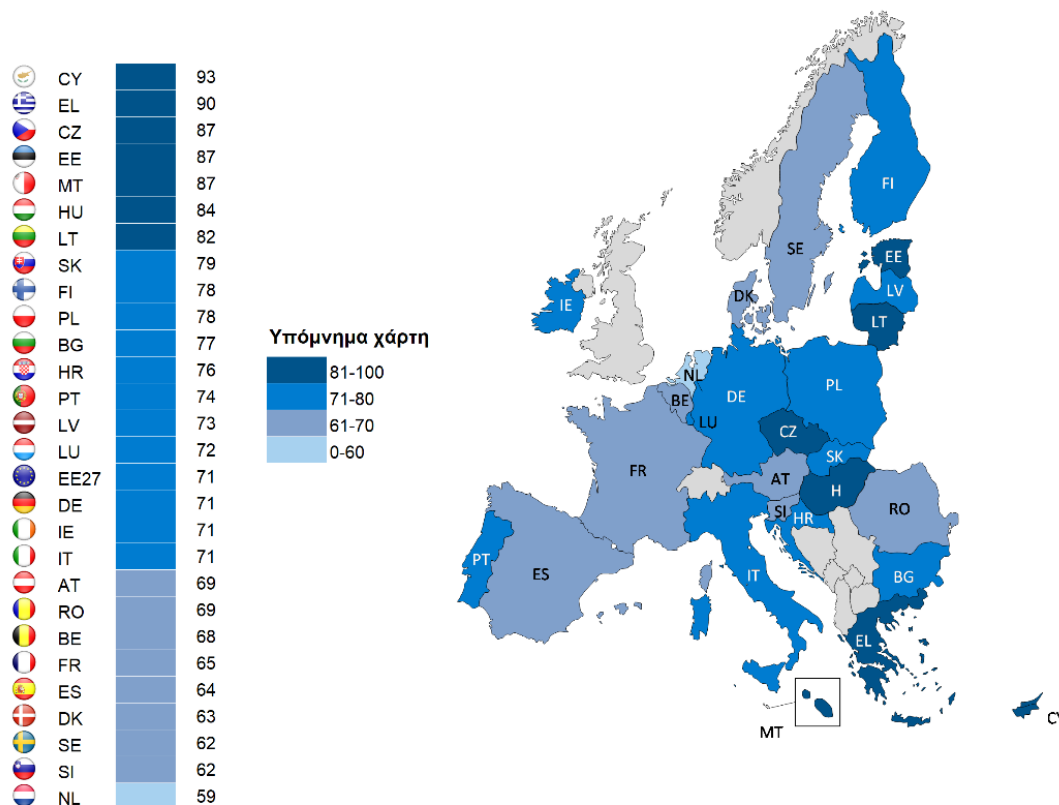 CY 93
EL 90
CZ 87
EE 87
MT 87
HU 84
LT 82
SK 79
FI 78
PL 78
BG 77
HR 76
PT 74
LV 73
LU 72
EE27 71
DE 71
IE 71
IT 71
AT 69
RO 69
BE 68
FR 65
ES 64
DK 63
SE 62
SI 62
NL 59
Υπόμνημα χάρτη
81-100
71-80
61-70
0-60
FI
SE
EE
LV
DK
IE
LT
NL
DE
PL
BE
LU
CZ
SK
FR
AT
H
SI
HR
RO
PT
ES
IT
BG
EL
MT
CY